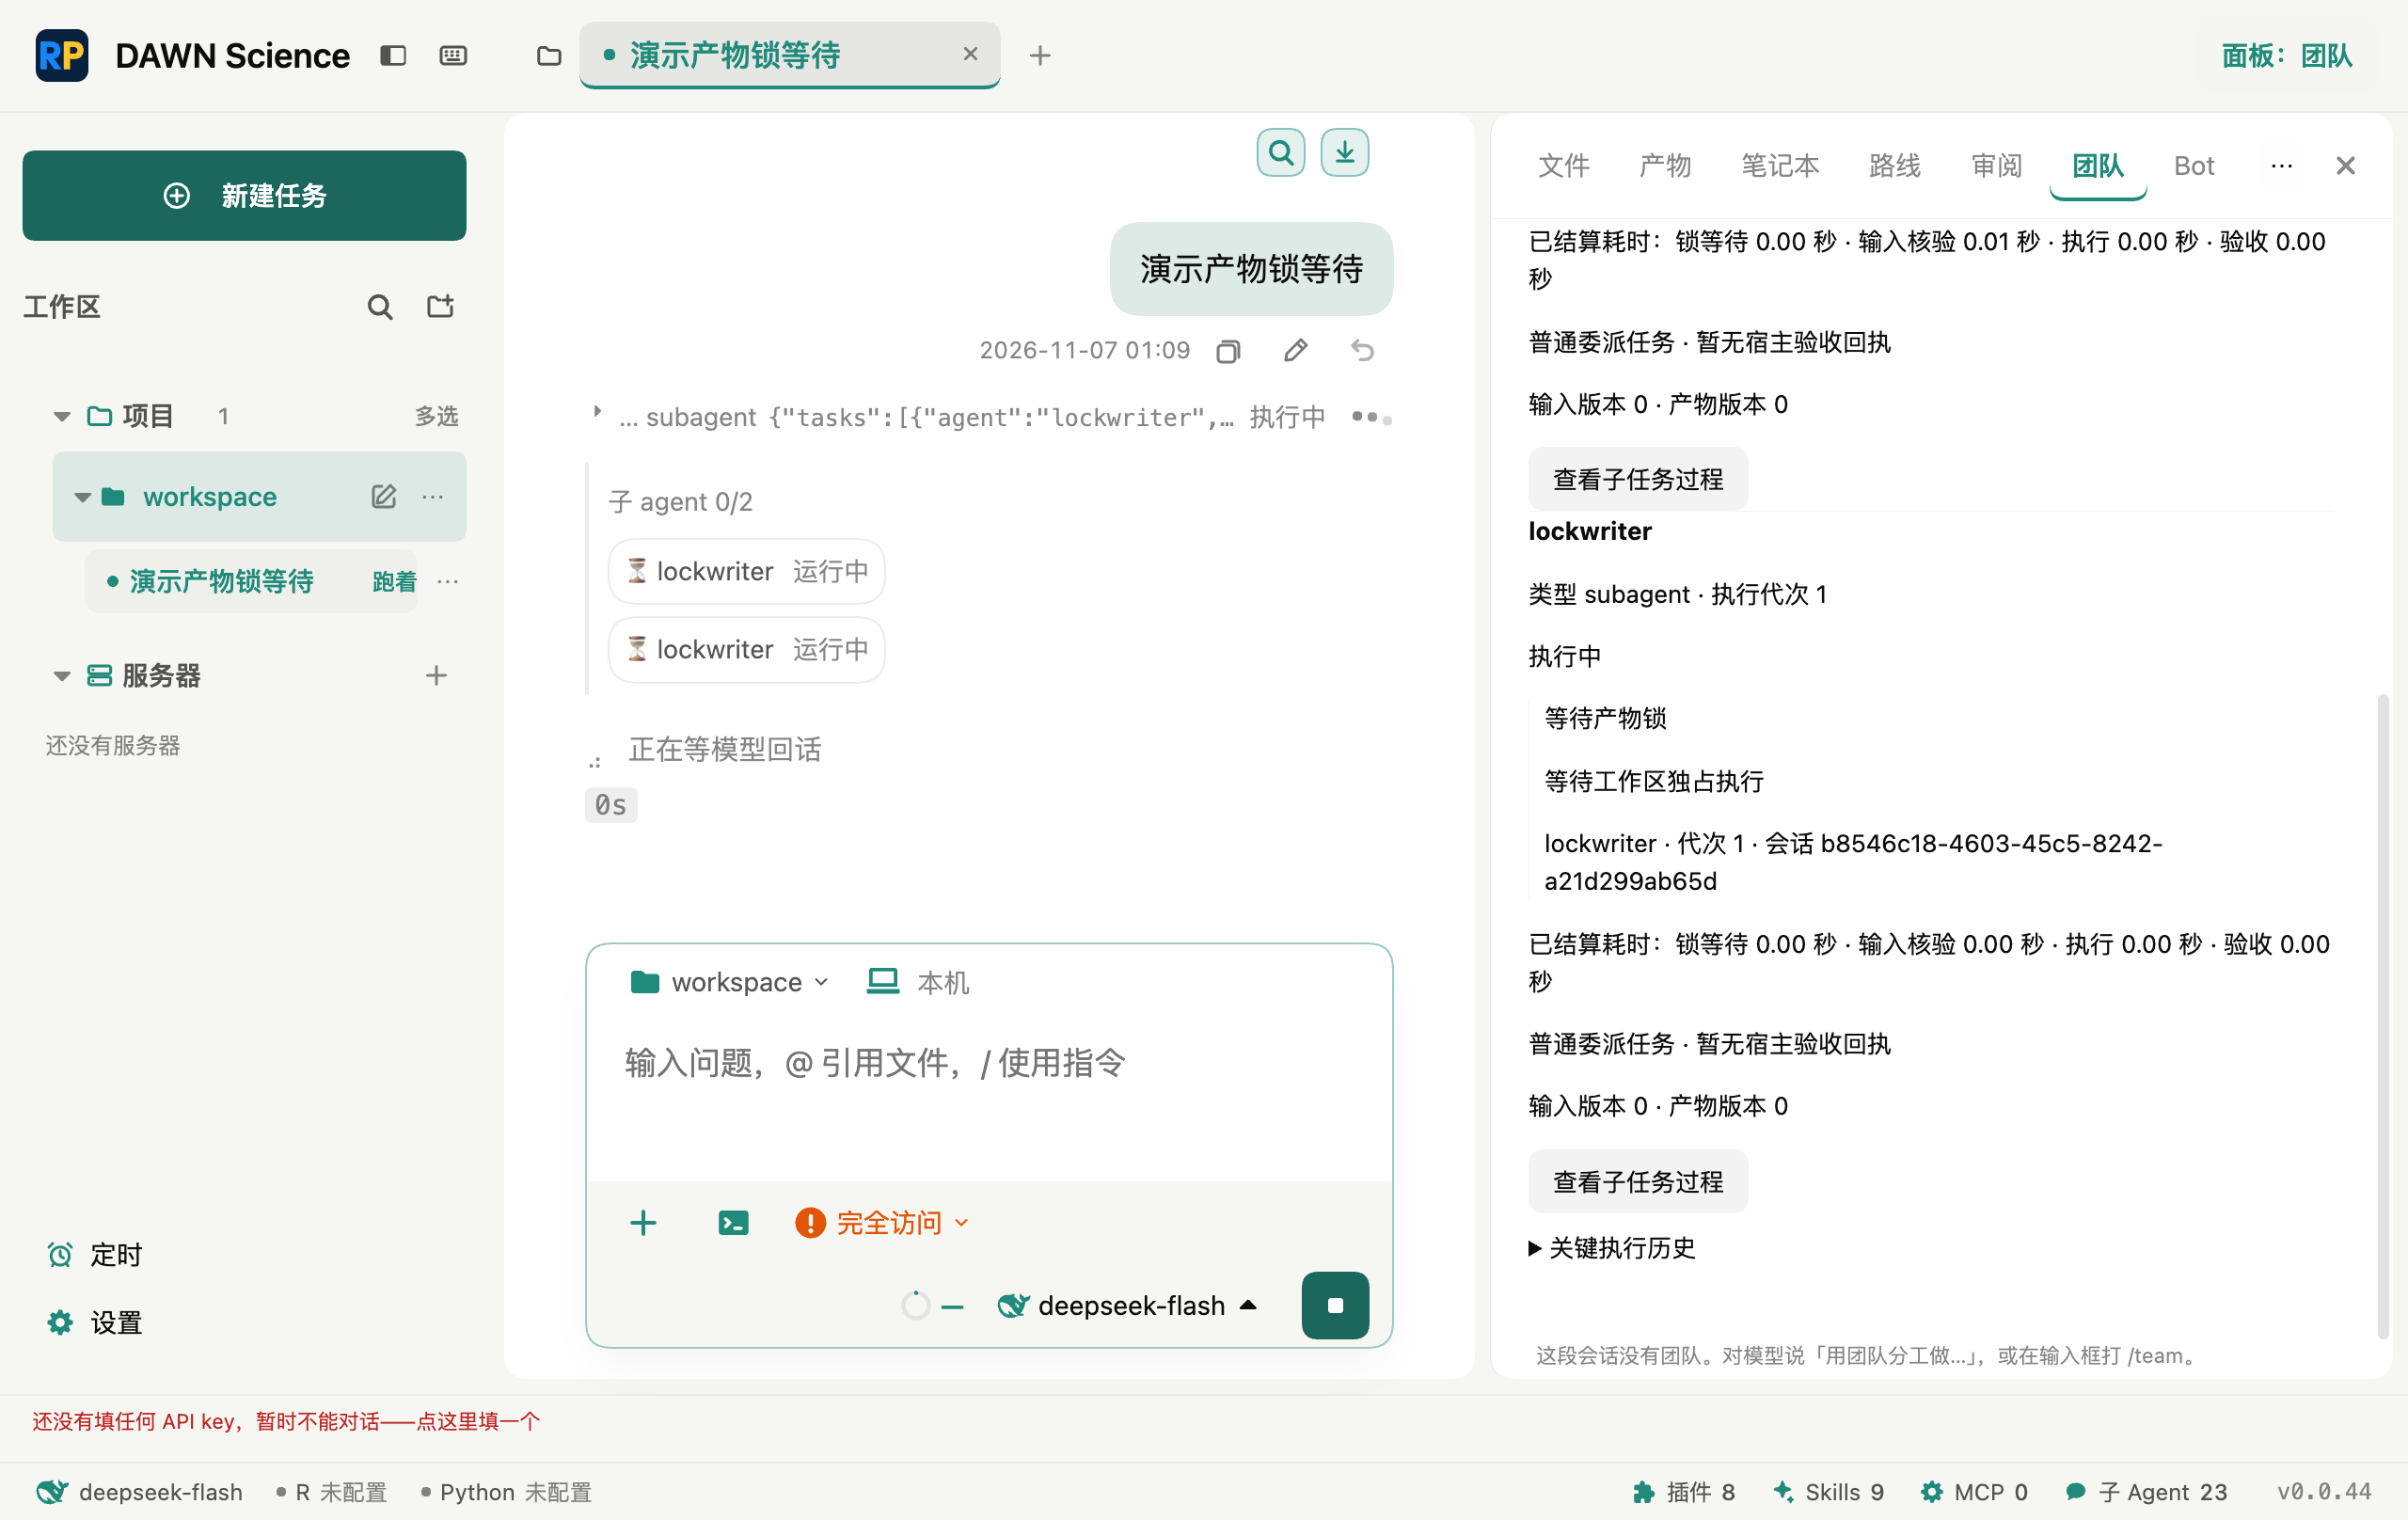 RP DAWN Science
演示产物锁等待
面板：团队
新建任务
工作区
项目 1 多选
workspace
演示产物锁等待 跑着
服务器
还没有服务器
定时
设置
演示产物锁等待
2026-11-07 01:09
... subagent {"tasks":[{"agent":"lockwriter",… 执行中
子 agent 0/2
lockwriter 运行中
lockwriter 运行中
正在等模型回话
0s
workspace 本机
输入问题，@ 引用文件，/ 使用指令
完全访问
deepseek-flash
文件 产物 笔记本 路线 审阅 团队 Bot
已结算耗时：锁等待 0.00 秒 · 输入核验 0.01 秒 · 执行 0.00 秒 · 验收 0.00
秒
普通委派任务 · 暂无宿主验收回执
输入版本 0 · 产物版本 0
查看子任务过程
lockwriter
类型 subagent · 执行代次 1
执行中
等待产物锁
等待工作区独占执行
lockwriter · 代次 1 · 会话 b8546c18-4603-45c5-8242-
a21d299ab65d
已结算耗时：锁等待 0.00 秒 · 输入核验 0.00 秒 · 执行 0.00 秒 · 验收 0.00
秒
普通委派任务 · 暂无宿主验收回执
输入版本 0 · 产物版本 0
查看子任务过程
关键执行历史
这段会话没有团队。对模型说「用团队分工做…」，或在输入框打 /team。
还没有填任何 API key，暂时不能对话——点这里填一个
deepseek-flash R 未配置 Python 未配置
插件 8 Skills 9 MCP 0 子 Agent 23 v0.0.44